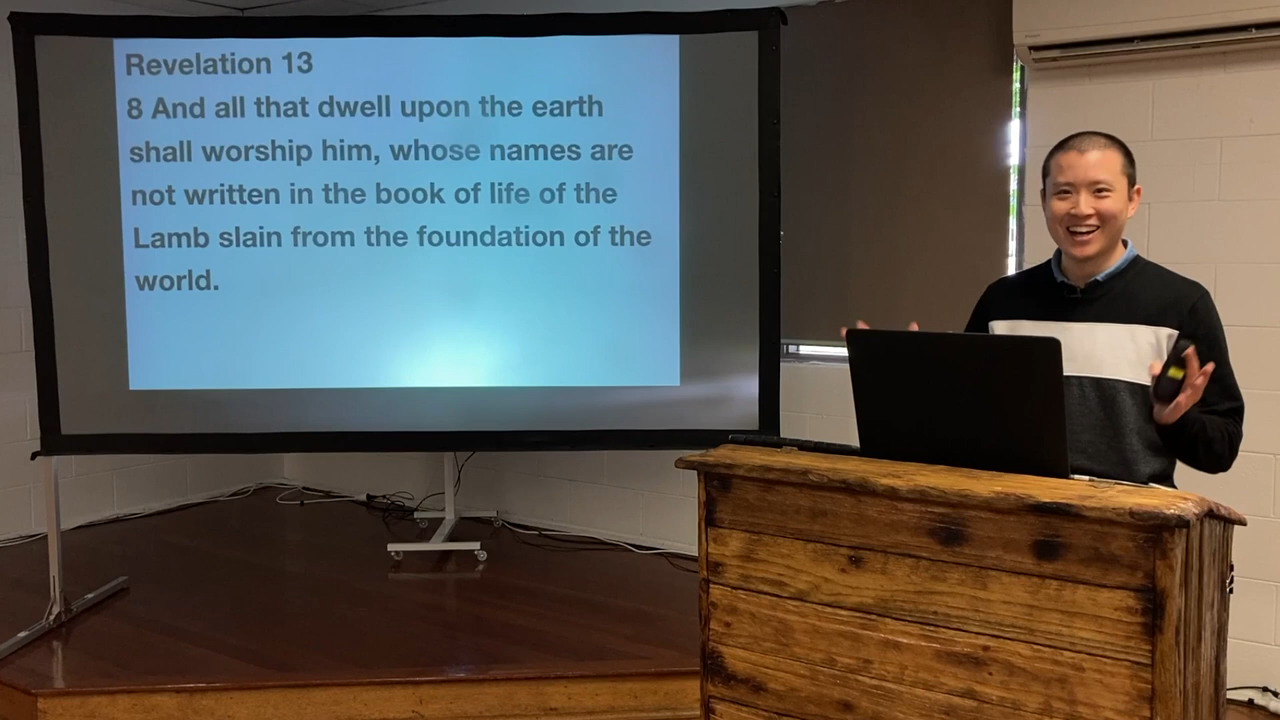 Revelation 13
8 And all that dwell upon the earth
shall worship him, whose names are
not written in the book of life of the
Lamb slain from the foundation of the
world.